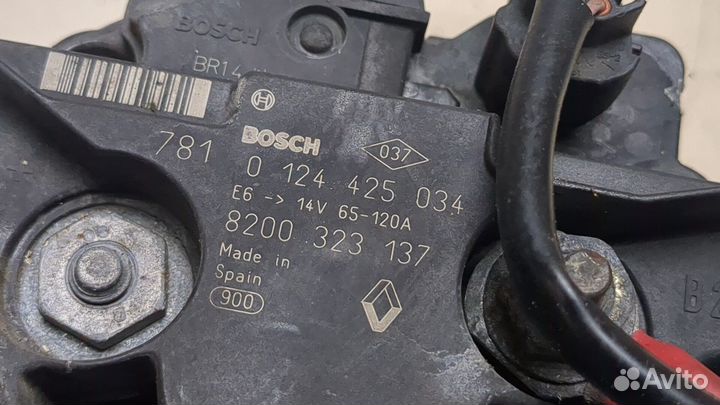 BOSCH
BR14
BOSCH
037
781 0 124 425 034
E6 -> 14V 65-120A
8200 323 137
Made in
Spain
900
B
Avito